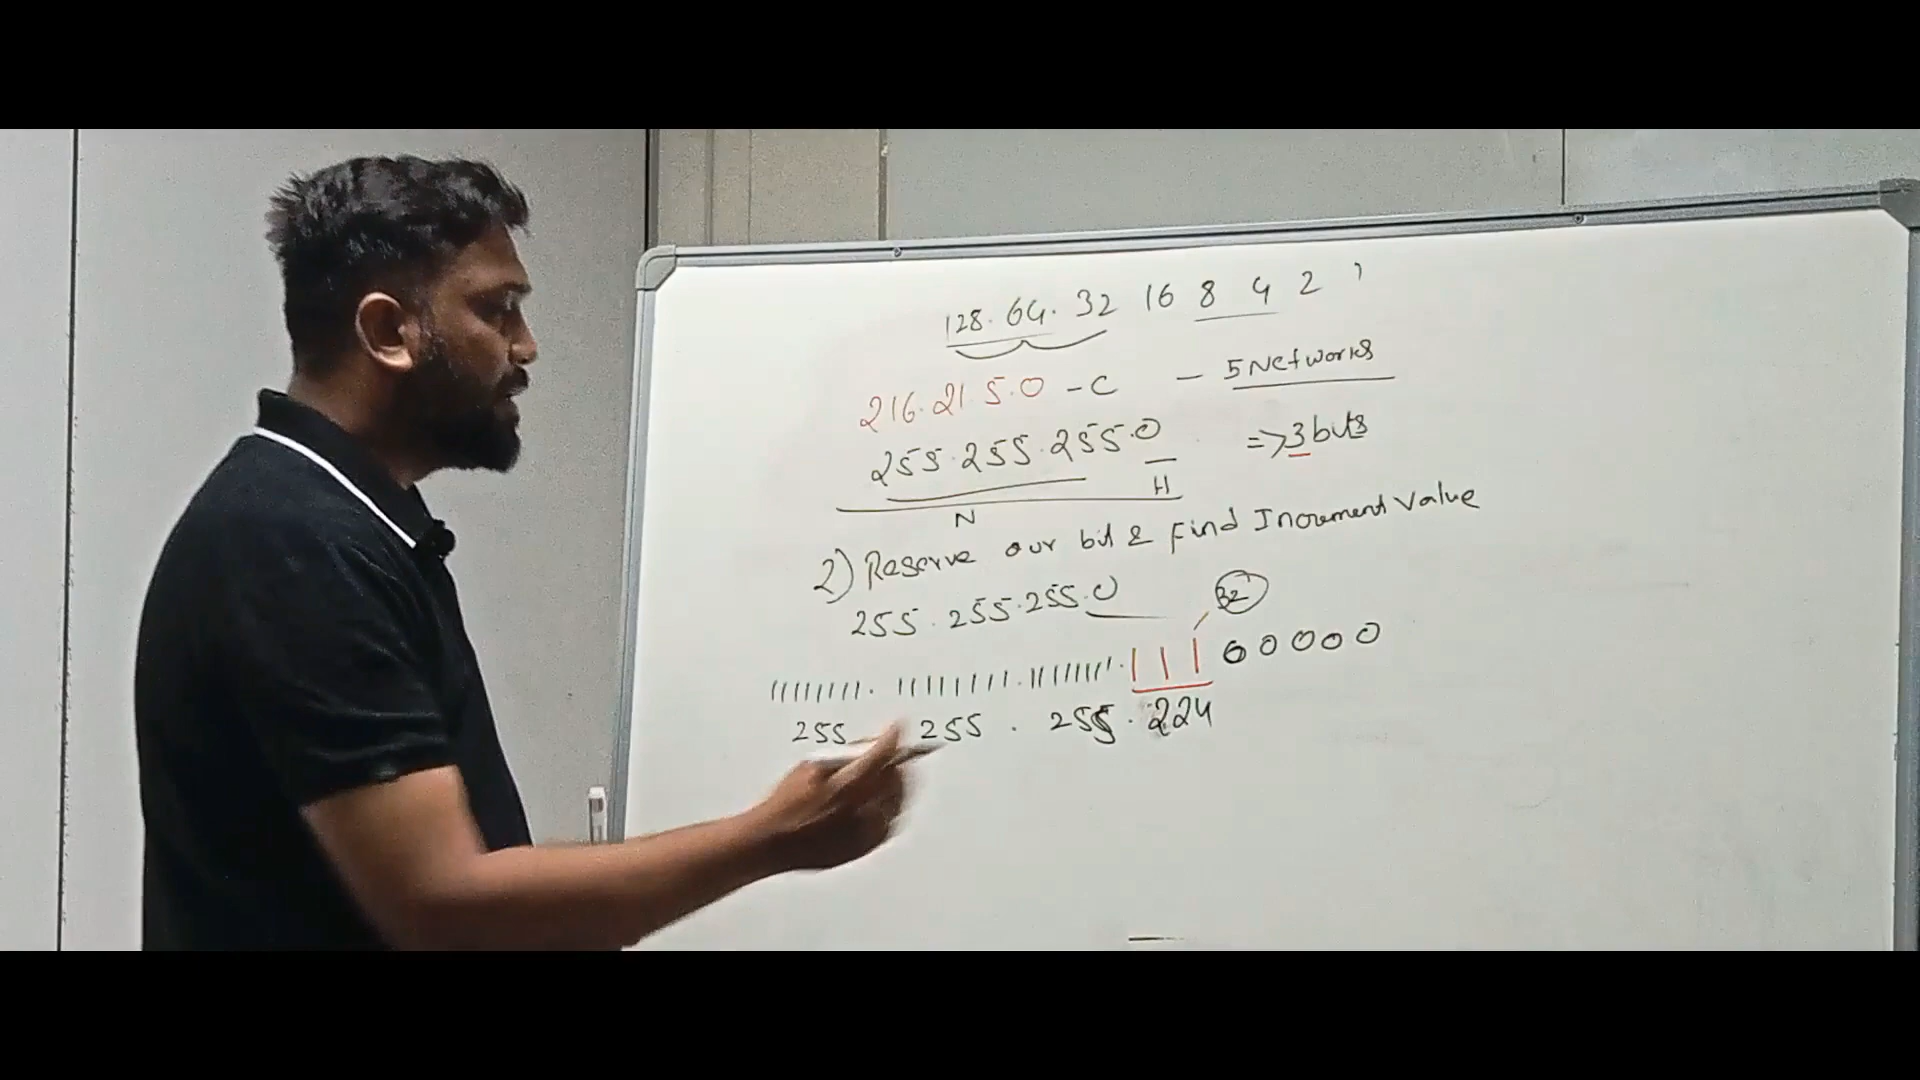 128. 64. 32 16 8 4 2 1
216.21.5.0 - C - 5 Networks
255.255.255.0 => 3 bits
H
N
2) Reserve our bit & Find Increment Value
255.255.255.0
32
11111111.11111111.11111111.111 00000
255 . 255 . 255 . 224